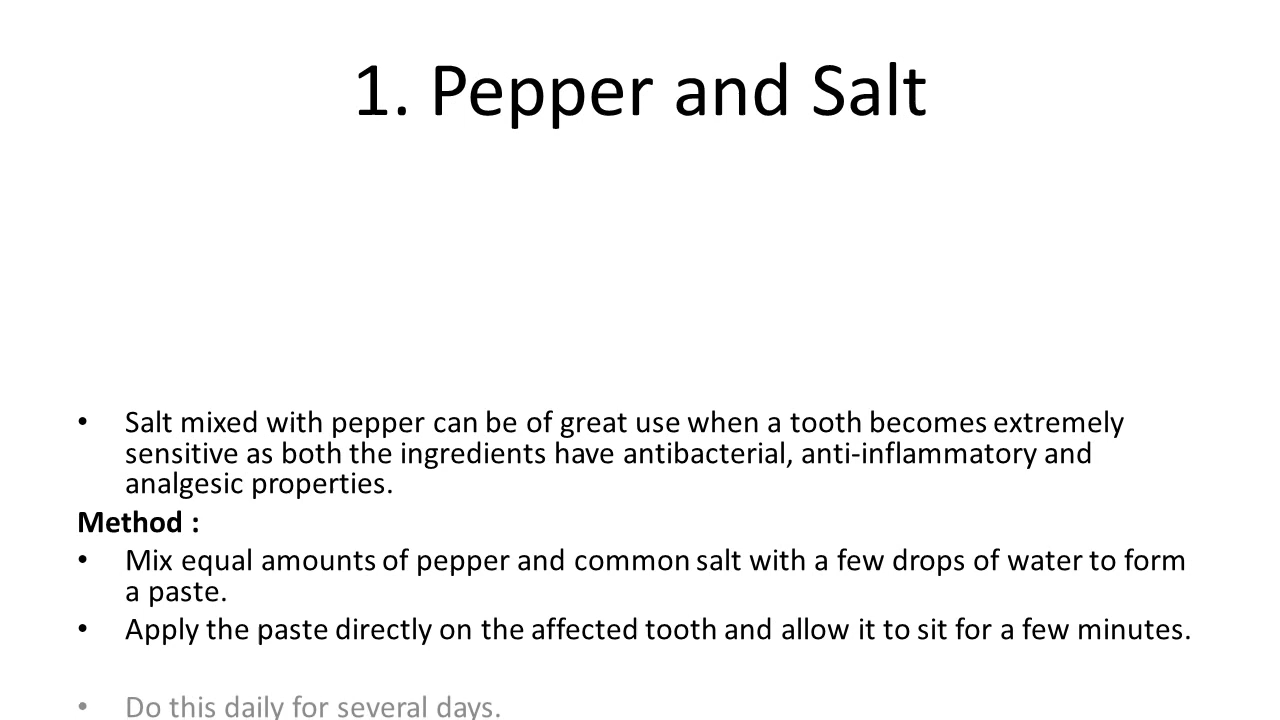 1. Pepper and Salt
• Salt mixed with pepper can be of great use when a tooth becomes extremely
sensitive as both the ingredients have antibacterial, anti-inflammatory and
analgesic properties.
Method :
• Mix equal amounts of pepper and common salt with a few drops of water to form
a paste.
• Apply the paste directly on the affected tooth and allow it to sit for a few minutes.
• Do this daily for several days.